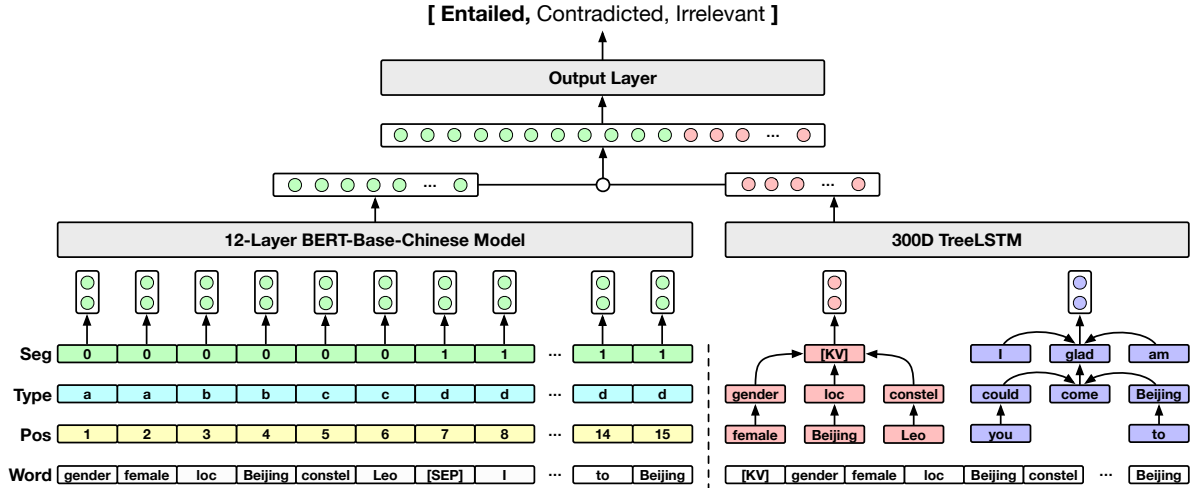 [ Entailed, Contradicted, Irrelevant ]
Output Layer
...
... ...
12-Layer BERT-Base-Chinese Model
300D TreeLSTM
Seg 0 0 0 0 0 0 1 1 ... 1 1
[KV] I glad am
Type a a b b c c d d ... d d
gender loc constel could come Beijing
Pos 1 2 3 4 5 6 7 8 ... 14 15
female Beijing Leo you to
Word gender female loc Beijing constel Leo [SEP] I ... to Beijing
[KV] gender female loc Beijing constel ... Beijing